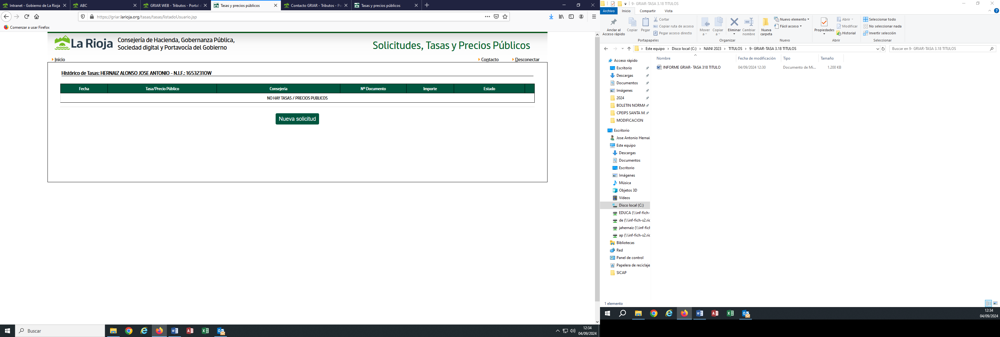 Intranet - Gobierno de La Rioja
ABC
GRIAR WEB - Tributos - Portal d
Tasas y precios públicos
Contacto GRIAR - Tributos - Po
Tasas y precios públicos
https://griar.larioja.org/tasas/tasas/listadoUsuario.jsp
Comenzar a usar Firefox
La Rioja
Consejería de Hacienda, Gobernanza Pública,
Sociedad digital y Portavocía del Gobierno
Solicitudes, Tasas y Precios Públicos
Inicio
Contacto
Desconectar
Histórico de Tasas: HERNAIZ ALONSO JOSE ANTONIO - N.I.F.: 16532310W
Fecha
Tasa/Precio Público
Consejeria
Nº Documento
Importe
Estado
NO HAY TASAS / PRECIOS PUBLICOS
Nueva solicitud
Buscar
12:34
04/09/2024
9- GRIAR-TASA 3.18 TITULOS
Archivo
Inicio
Compartir
Vista
Anclar al
Acceso rápido
Copiar
Pegar
Cortar
Copiar ruta de acceso
Pegar acceso directo
Portapapeles
Mover
a
Copiar
a
Eliminar
Cambiar
nombre
Organizar
Nueva
carpeta
Nuevo elemento
Fácil acceso
Nuevo
Propiedades
Abrir
Modificar
Historial
Abrir
Seleccionar todo
No seleccionar nada
Invertir selección
Seleccionar
Este equipo
Disco local (C:)
NANI 2023
TITULOS
9- GRIAR-TASA 3.18 TITULOS
Buscar en 9- GRIAR-TASA 3.18 TITULOS
Nombre
Fecha de modificación
Tipo
Tamaño
INFORME GRIAR- TASA 318 TITULO
04/09/2024 12:30
Documento de Mi...
1.200 KB
Acceso rápido
Escritorio
Descargas
Documentos
Imágenes
2024
BOLETIN NORMA
CPEIPS SANTA M
MODIFICACION
Escritorio
Jose Antonio Hernaiz
Este equipo
Descargas
Documentos
Escritorio
Imágenes
Música
Objetos 3D
Vídeos
Disco local (C:)
EDUCA (\\inf-fich-
de (\\inf-fich-s2.ric
jahernaiz (\\inf-fich
ap (\\inf-fich-s2.ric
Bibliotecas
Red
Panel de control
Papelera de reciclaje
SICAP
1 elemento
12:34
04/09/2024